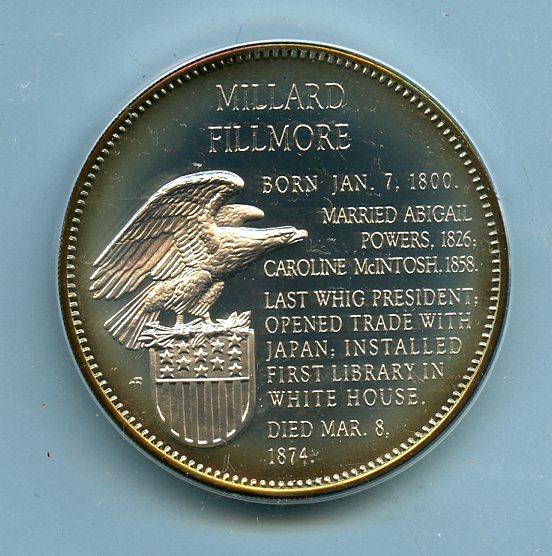 MILLARD
FILLMORE
BORN JAN. 7, 1800.
MARRIED ABIGAIL
POWERS, 1826;
CAROLINE McINTOSH, 1858.
LAST WHIG PRESIDENT;
OPENED TRADE WITH
JAPAN; INSTALLED
FIRST LIBRARY IN
WHITE HOUSE.
DIED MAR. 8,
1874.